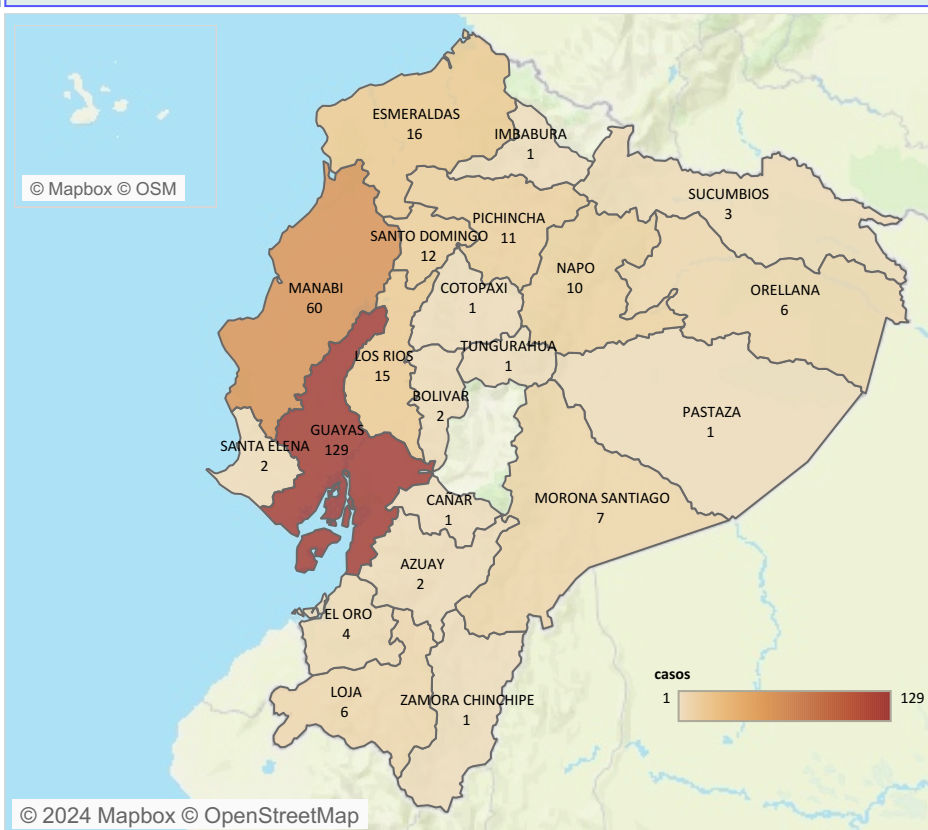 © Mapbox © OSM
ESMERALDAS
16
IMBABURA
1
SUCUMBIOS
3
PICHINCHA
11
SANTO DOMINGO
12
NAPO
10
MANABI
60
COTOPAXI
1
ORELLANA
6
TUNGURAHUA
1
LOS RIOS
15
BOLIVAR
2
PASTAZA
1
GUAYAS
129
SANTA ELENA
2
MORONA SANTIAGO
7
CAÑAR
1
AZUAY
2
EL ORO
4
LOJA
6
ZAMORA CHINCHIPE
1
casos
1 129
© 2024 Mapbox © OpenStreetMap